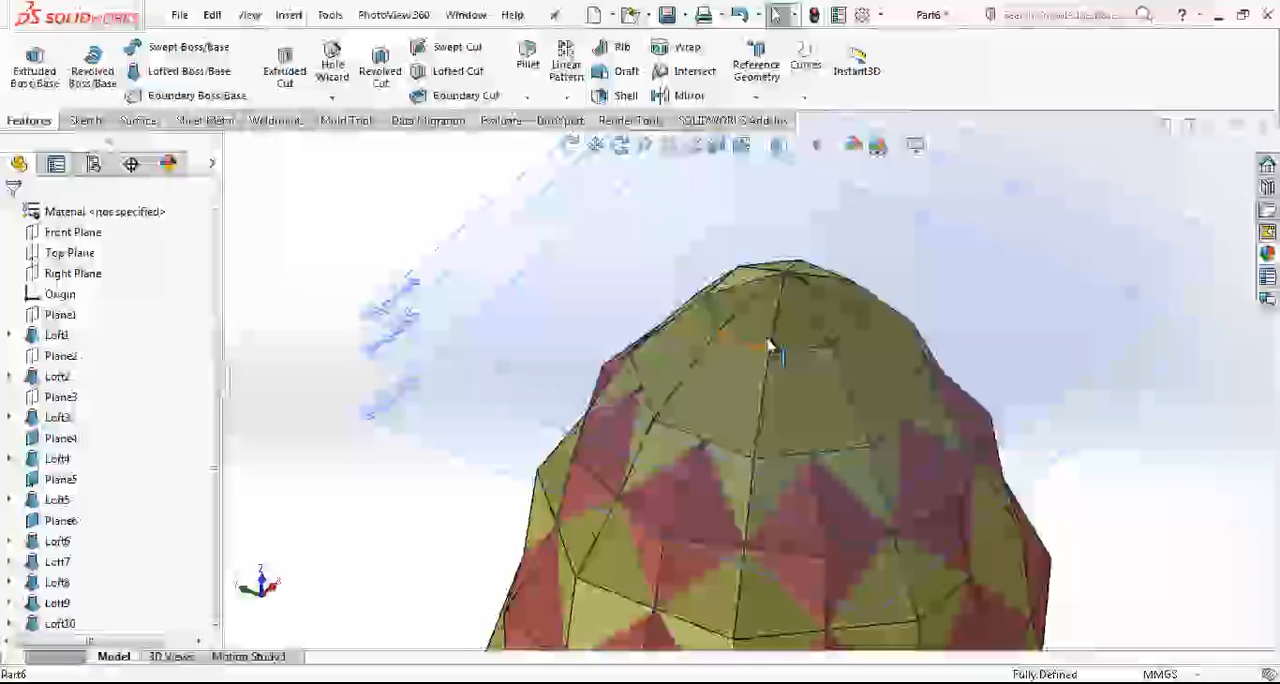 SOLIDWORKS File Edit View Insert Tools PhotoView 360 Window Help Part6 * ?
Extruded Boss/Base
Revolved Boss/Base
Swept Boss/Base
Lofted Boss/Base
Boundary Boss/Base
Extruded Cut
Hole Wizard
Revolved Cut
Swept Cut
Lofted Cut
Boundary Cut
Fillet
Linear Pattern
Rib
Draft
Shell
Wrap
Intersect
Mirror
Reference Geometry
Curves
Instant3D
Features Sketch Surface Sheet Metal Weldments Mold Tools Data Migration Evaluate DimXpert Render Tools SOLIDWORKS Add-Ins
Material <not specified>
Front Plane
Top Plane
Right Plane
Origin
Plane1
Loft1
Plane2
Loft2
Plane3
Loft3
Plane4
Loft4
Plane5
Loft5
Plane6
Loft6
Loft7
Loft8
Loft9
Loft10
Z
Model 3D Views Motion Study 1
Part6 Fully Defined MMGS